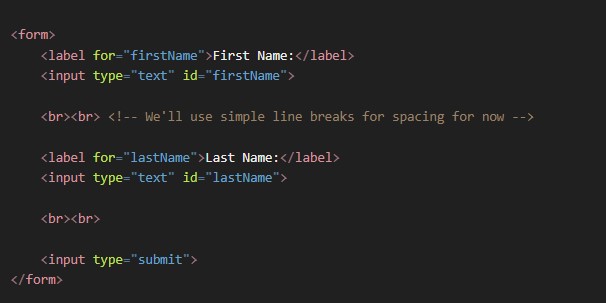 <form>
<label for="firstName">First Name:</label>
<input type="text" id="firstName">
<br><br> <!-- We'll use simple line breaks for spacing for now -->
<label for="lastName">Last Name:</label>
<input type="text" id="lastName">
<br><br>
<input type="submit">
</form>